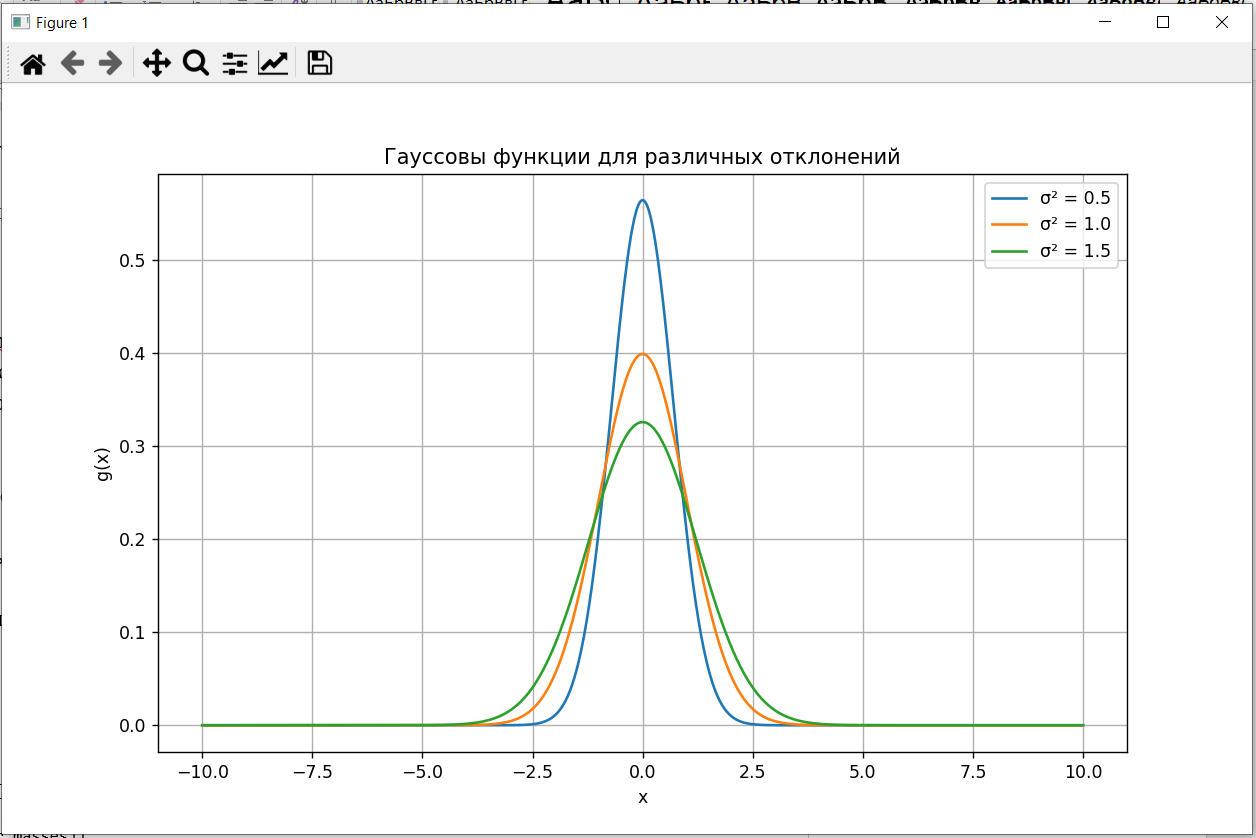 Figure 1
Гауссовы функции для различных отклонений
σ² = 0.5
σ² = 1.0
σ² = 1.5
g(x)
0.5
0.4
0.3
0.2
0.1
0.0
−10.0 −7.5 −5.0 −2.5 0.0 2.5 5.0 7.5 10.0
x